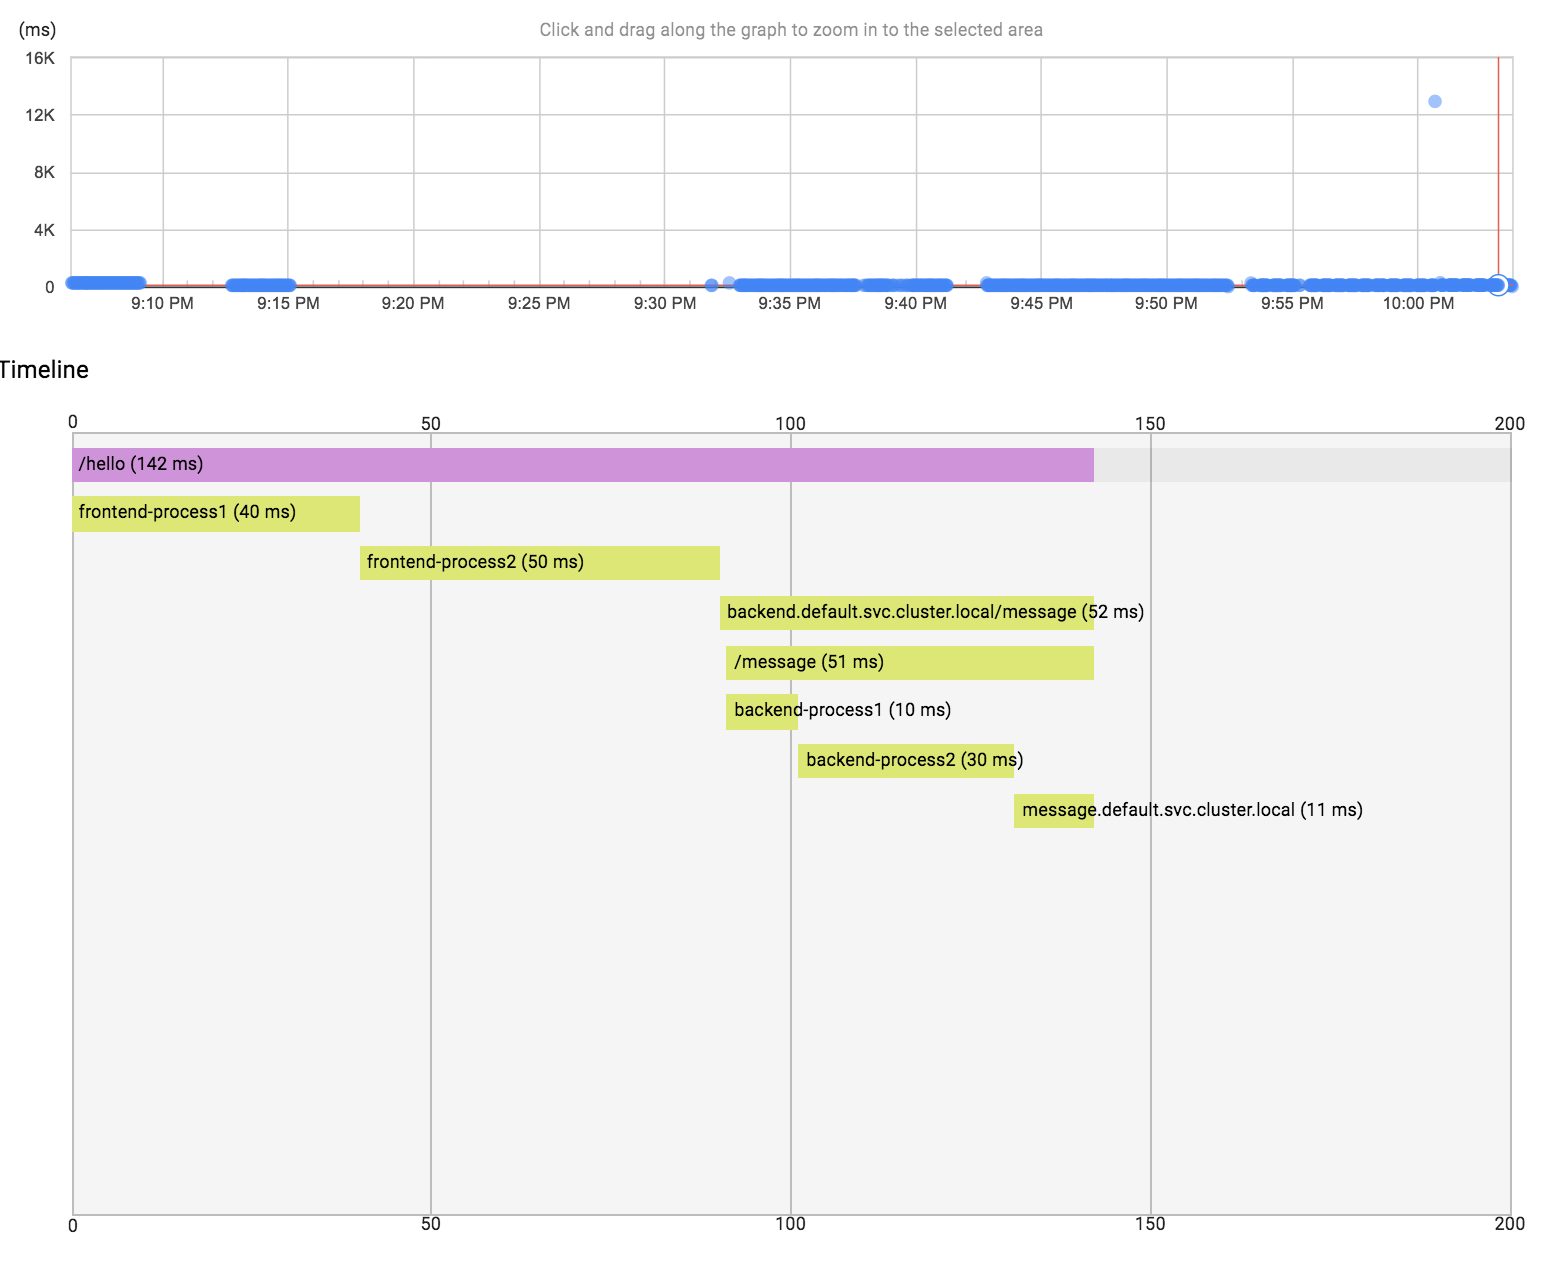 (ms)
Click and drag along the graph to zoom in to the selected area
16K
12K
8K
4K
0
9:10 PM 9:15 PM 9:20 PM 9:25 PM 9:30 PM 9:35 PM 9:40 PM 9:45 PM 9:50 PM 9:55 PM 10:00 PM
Timeline
0 50 100 150 200
/hello (142 ms)
frontend-process1 (40 ms)
frontend-process2 (50 ms)
backend.default.svc.cluster.local/message (52 ms)
/message (51 ms)
backend-process1 (10 ms)
backend-process2 (30 ms)
message.default.svc.cluster.local (11 ms)
0 50 100 150 200